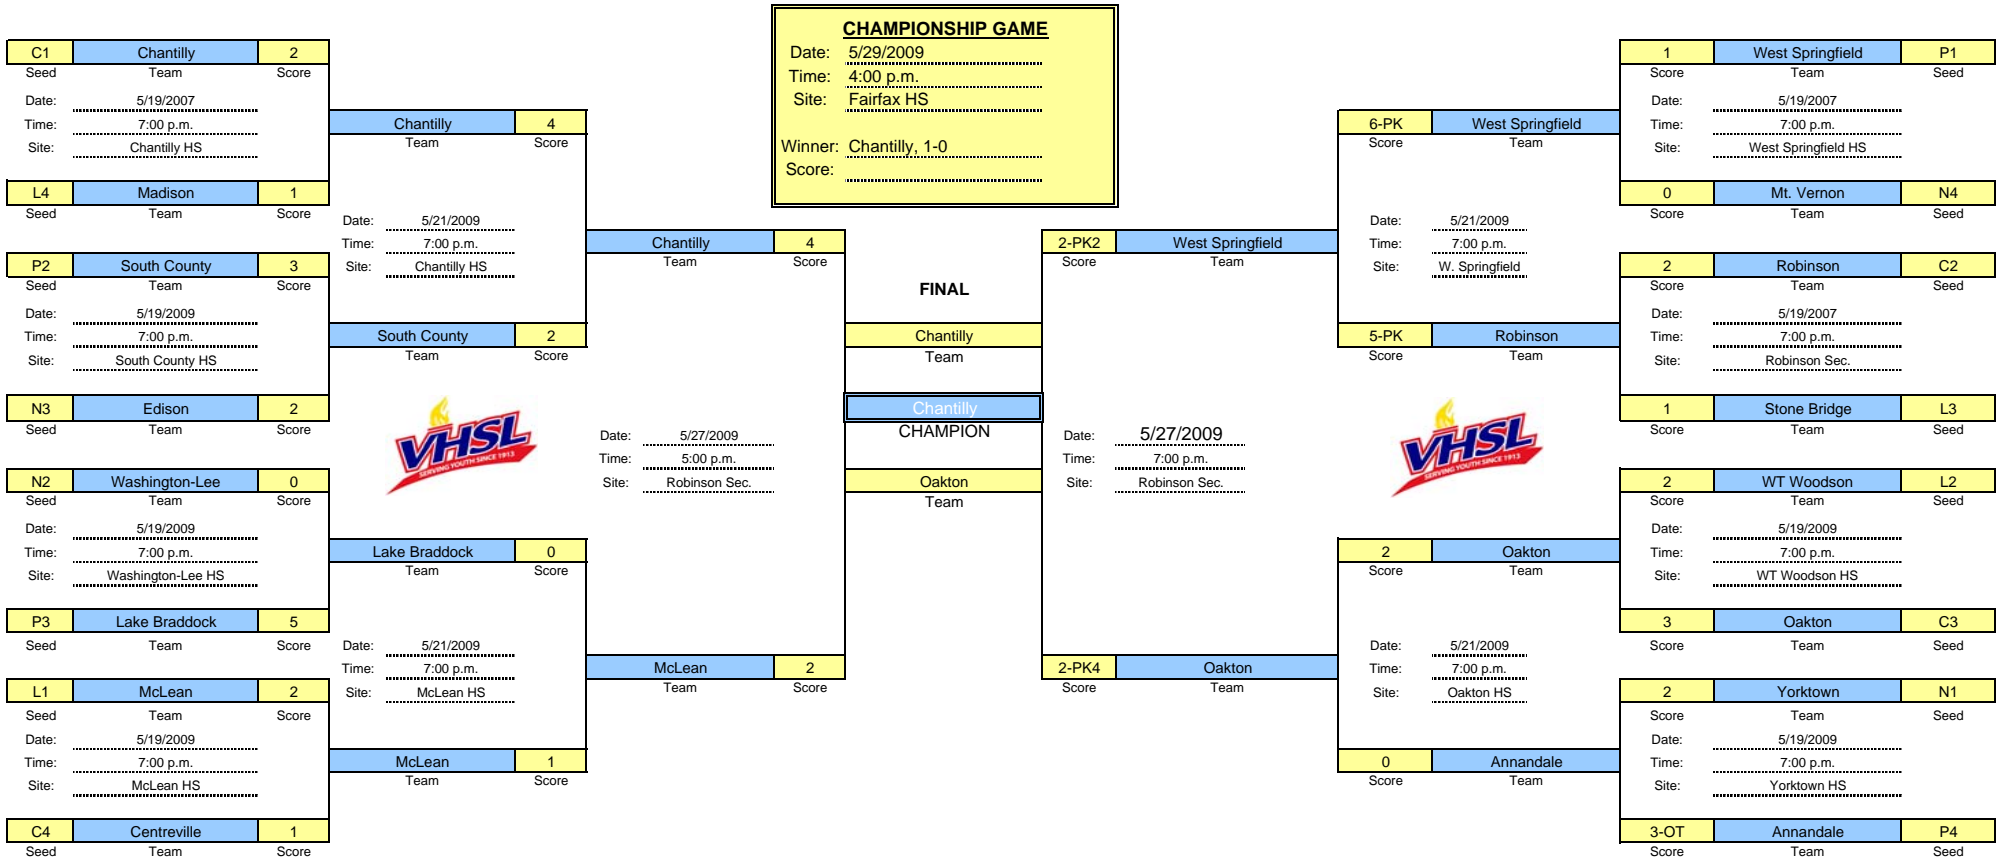 CHAMPIONSHIP GAME
Date: 5/29/2009
Time: 4:00 p.m.
Site: Fairfax HS
Winner: Chantilly, 1-0
Score:
C1 Chantilly 2
Seed Team Score
Date: 5/19/2007
Time: 7:00 p.m.
Site: Chantilly HS
L4 Madison 1
Seed Team Score
P2 South County 3
Seed Team Score
Date: 5/19/2009
Time: 7:00 p.m.
Site: South County HS
N3 Edison 2
Seed Team Score
N2 Washington-Lee 0
Seed Team Score
Date: 5/19/2009
Time: 7:00 p.m.
Site: Washington-Lee HS
P3 Lake Braddock 5
Seed Team Score
L1 McLean 2
Seed Team Score
Date: 5/19/2009
Time: 7:00 p.m.
Site: McLean HS
C4 Centreville 1
Seed Team Score
Chantilly 4
Team Score
Date: 5/21/2009
Time: 7:00 p.m.
Site: Chantilly HS
South County 2
Team Score
VHSL
SERVING YOUTH SINCE 1913
Lake Braddock 0
Team Score
Date: 5/21/2009
Time: 7:00 p.m.
Site: McLean HS
McLean 1
Team Score
Chantilly 4
Team Score
Date: 5/27/2009
Time: 5:00 p.m.
Site: Robinson Sec.
McLean 2
Team Score
FINAL
Chantilly
Team
Chantilly
CHAMPION
Oakton
Team
2-PK2 West Springfield
Score Team
Date: 5/27/2009
Time: 7:00 p.m.
Site: Robinson Sec.
2-PK4 Oakton
Score Team
6-PK West Springfield
Score Team
Date: 5/21/2009
Time: 7:00 p.m.
Site: W. Springfield
5-PK Robinson
Score Team
VHSL
SERVING YOUTH SINCE 1913
2 Oakton
Score Team
Date: 5/21/2009
Time: 7:00 p.m.
Site: Oakton HS
0 Annandale
Score Team
1 West Springfield P1
Score Team Seed
Date: 5/19/2007
Time: 7:00 p.m.
Site: West Springfield HS
0 Mt. Vernon N4
Score Team Seed
2 Robinson C2
Score Team Seed
Date: 5/19/2007
Time: 7:00 p.m.
Site: Robinson Sec.
1 Stone Bridge L3
Score Team Seed
2 WT Woodson L2
Score Team Seed
Date: 5/19/2009
Time: 7:00 p.m.
Site: WT Woodson HS
3 Oakton C3
Score Team Seed
2 Yorktown N1
Score Team Seed
Date: 5/19/2009
Time: 7:00 p.m.
Site: Yorktown HS
3-OT Annandale P4
Score Team Seed